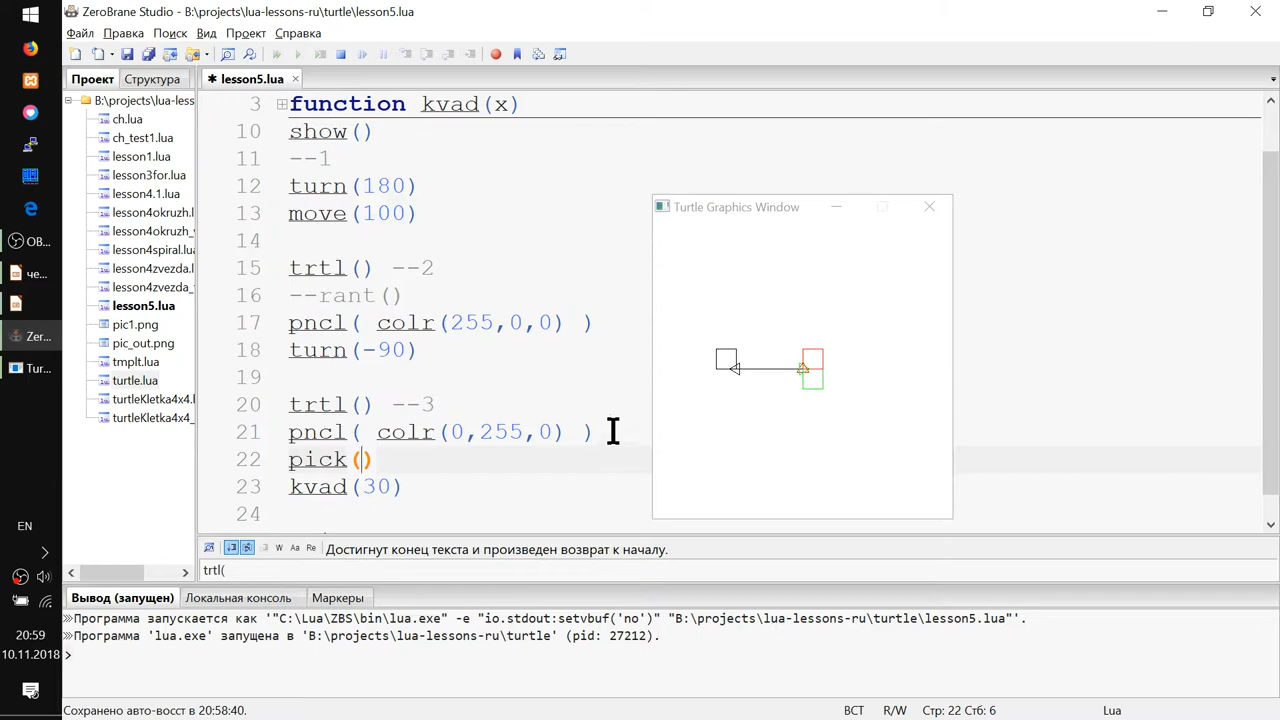 ZeroBrane Studio - [B:\projects\lua-lessons-ru\turtle\lesson5.lua]
Файл Правка Поиск Вид Проект Справка
Проект Структура
lesson5.lua
B:\projects\lua-less
ch.lua
ch_test1.lua
lesson1.lua
lesson3for.lua
lesson4.1.lua
lesson4okruzh.
lesson4okruzh_
lesson4spiral.lua
lesson4zvezda.l
lesson4zvezda_
lesson5.lua
pic1.png
pic_out.png
tmplt.lua
turtle.lua
turtleKletka4x4.
turtleKletka4x4_
3 function kvad(x)
10 show()
11 --1
12 turn(180)
13 move(100)
14
15 trtl() --2
16 --rant()
17 pncl( colr(255,0,0) )
18 turn(-90)
19
20 trtl() --3
21 pncl( colr(0,255,0) )
22 pick()
23 kvad(30)
24
Turtle Graphics Window
W Aa Re Достигнут конец текста и произведен возврат к началу.
trtl(
Вывод (запущен) Локальная консоль Маркеры
Программа запускается как '"C:\Lua\ZBS\bin\lua.exe" -e "io.stdout:setvbuf('no')" "B:\projects\lua-lessons-ru\turtle\lesson5.lua"'.
Программа 'lua.exe' запущена в 'B:\projects\lua-lessons-ru\turtle' (pid: 27212).
Сохранено авто-восст в 20:58:40.
ВСТ R/W Стр: 22 Стб: 6 Lua
OB...
че...
Zer...
Tur...
EN
20:59
10.11.2018